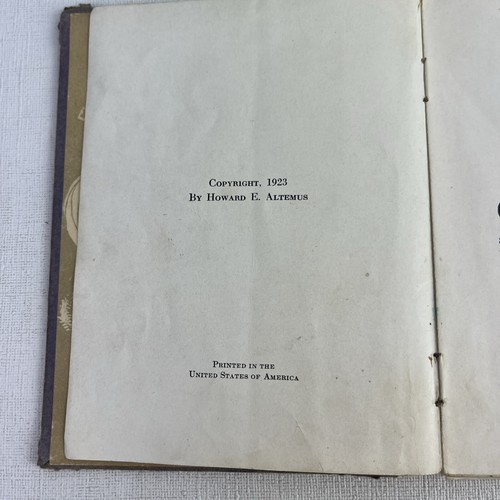 Copyright, 1923
By Howard E. Altemus
Printed in the
United States of America